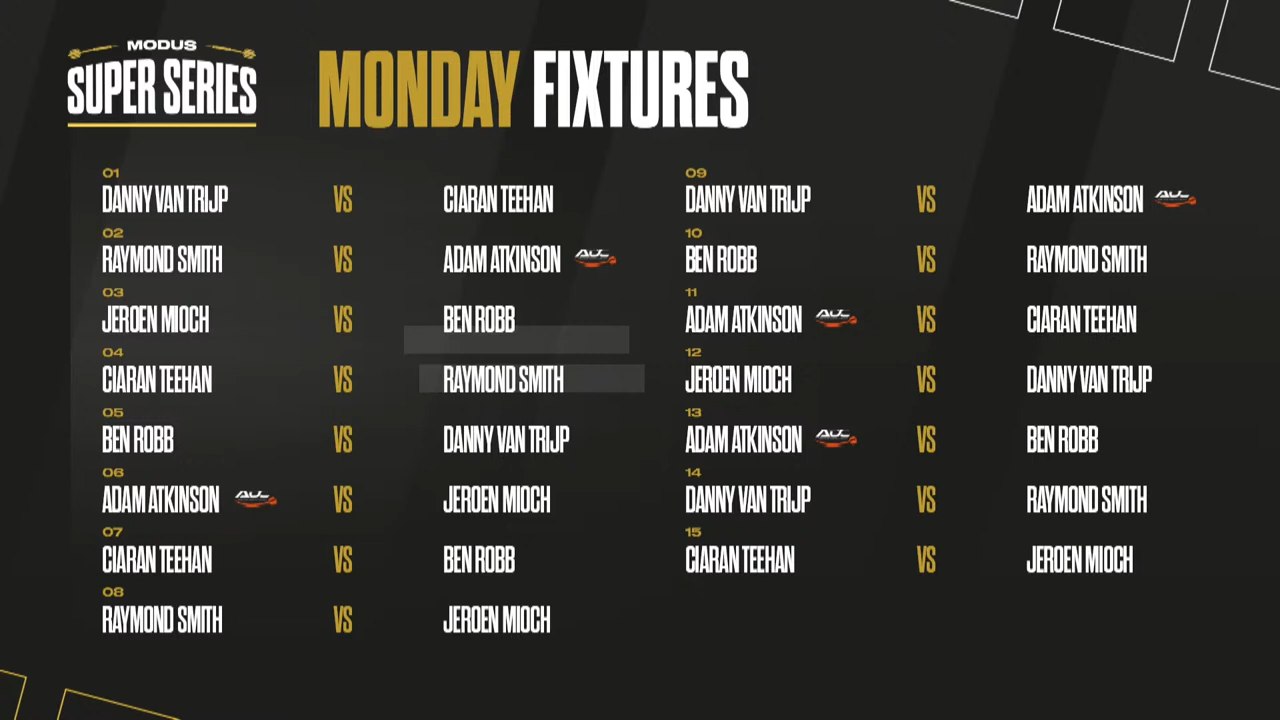 MODUS
SUPER SERIES
MONDAY FIXTURES
01
DANNY VAN TRIJP VS CIARAN TEEHAN
02
RAYMOND SMITH VS ADAM ATKINSON
03
JEROEN MIOCH VS BEN ROBB
04
CIARAN TEEHAN VS RAYMOND SMITH
05
BEN ROBB VS DANNY VAN TRIJP
06
ADAM ATKINSON VS JEROEN MIOCH
07
CIARAN TEEHAN VS BEN ROBB
08
RAYMOND SMITH VS JEROEN MIOCH
09
DANNY VAN TRIJP VS ADAM ATKINSON
10
BEN ROBB VS RAYMOND SMITH
11
ADAM ATKINSON VS CIARAN TEEHAN
12
JEROEN MIOCH VS DANNY VAN TRIJP
13
ADAM ATKINSON VS BEN ROBB
14
DANNY VAN TRIJP VS RAYMOND SMITH
15
CIARAN TEEHAN VS JEROEN MIOCH